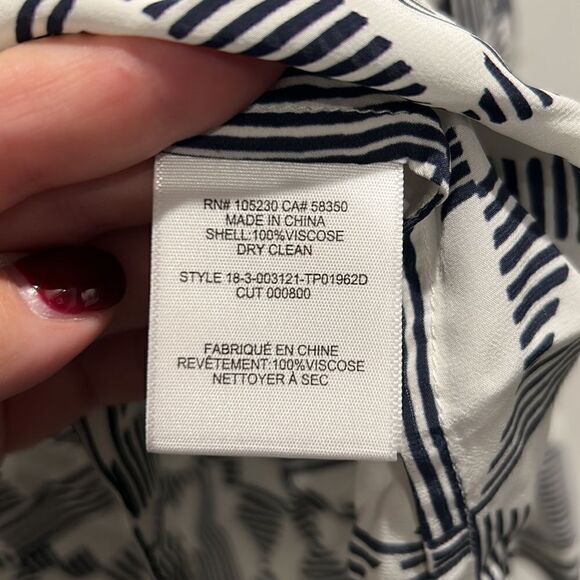 RN# 105230 CA# 58350
MADE IN CHINA
SHELL:100%VISCOSE
DRY CLEAN
STYLE 18-3-003121-TP01962D
CUT 000800
FABRIQUÉ EN CHINE
REVÊTEMENT:100%VISCOSE
NETTOYER À SEC